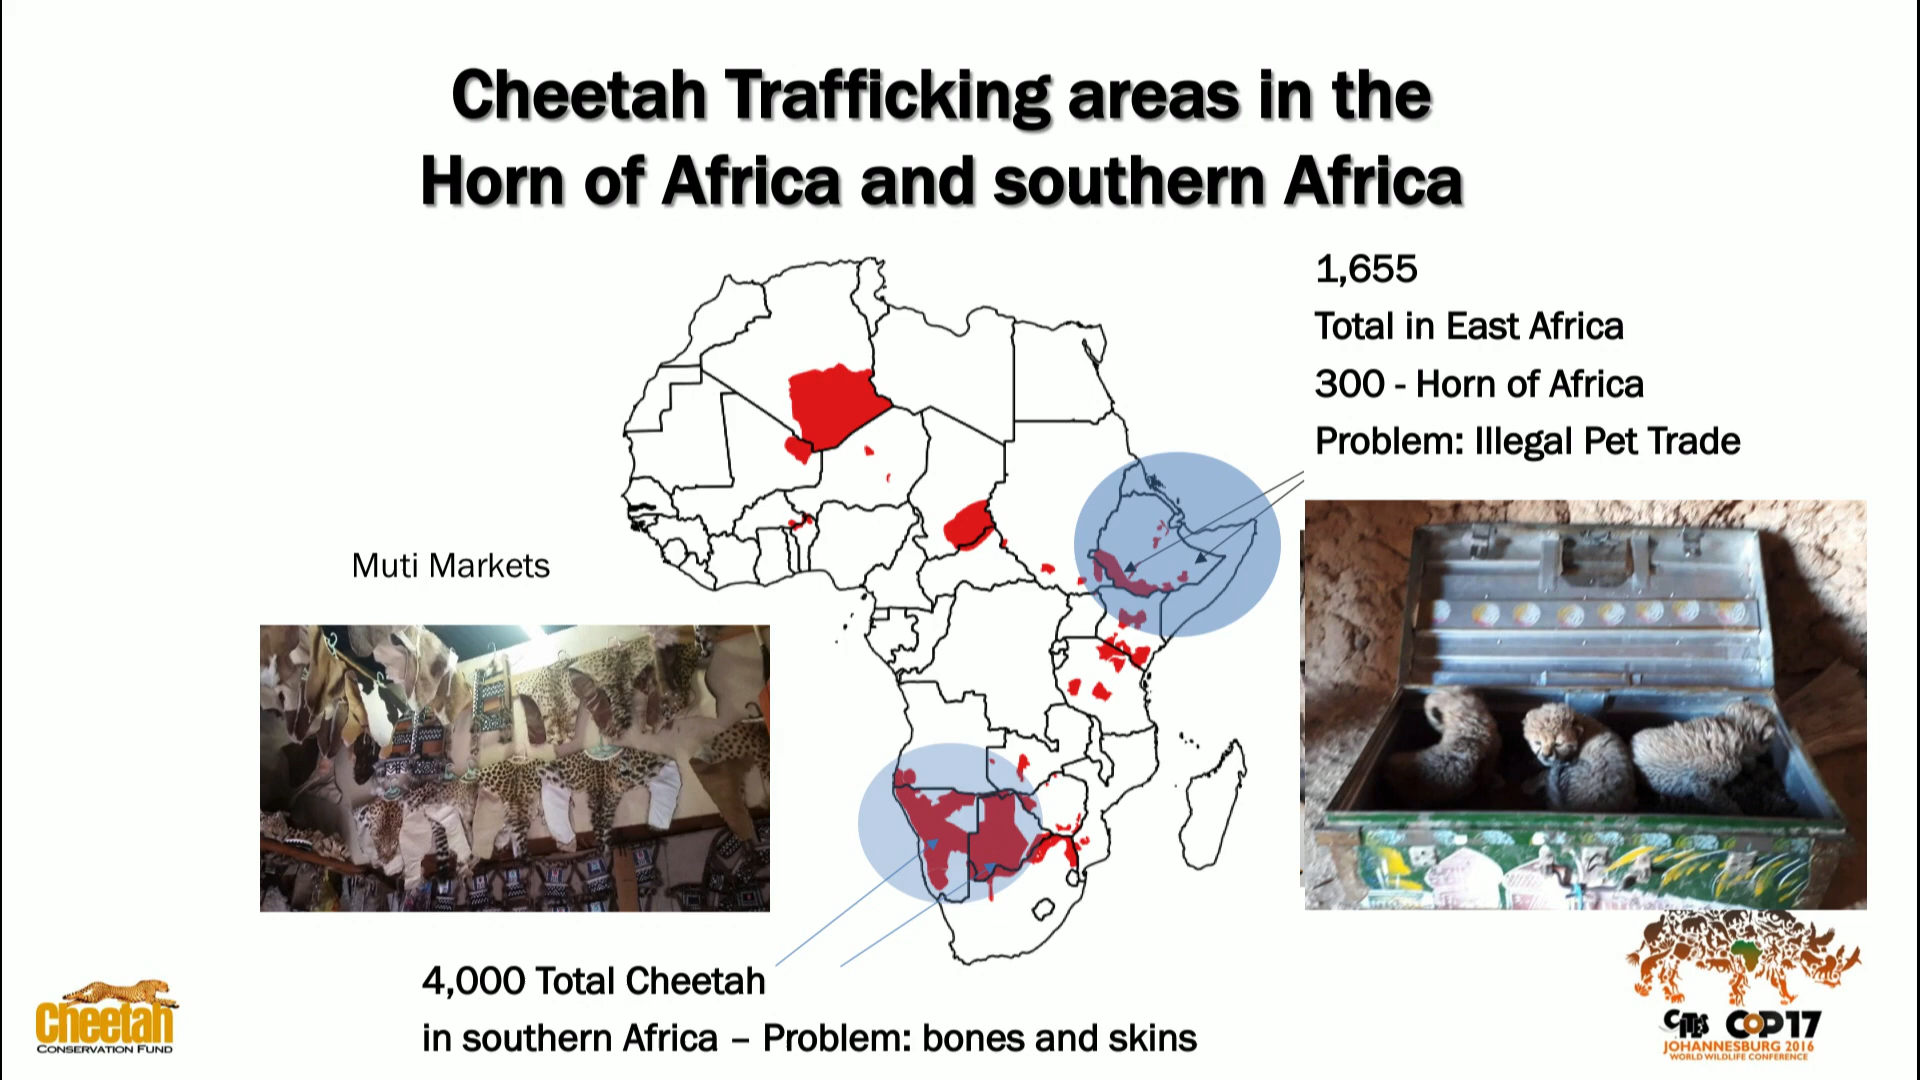 Cheetah Trafficking areas in the
Horn of Africa and southern Africa
1,655
Total in East Africa
300 - Horn of Africa
Problem: Illegal Pet Trade
Muti Markets
4,000 Total Cheetah
in southern Africa – Problem: bones and skins
Cheetah
CONSERVATION FUND
CITES COP17
JOHANNESBURG 2016
WORLD WILDLIFE CONFERENCE